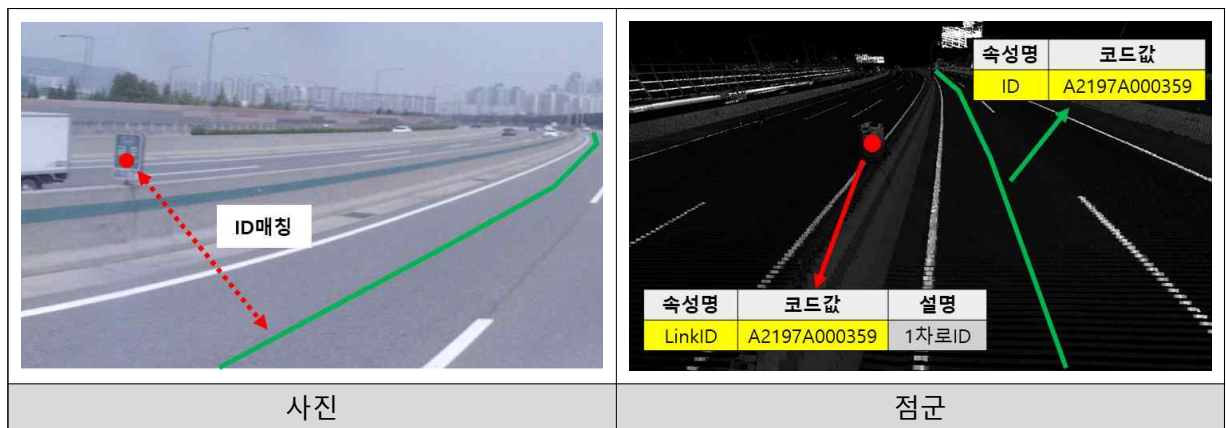 ID매칭
속성명 코드값
ID A2197A000359
속성명 코드값 설명
LinkID A2197A000359 1차로ID
사진 점군